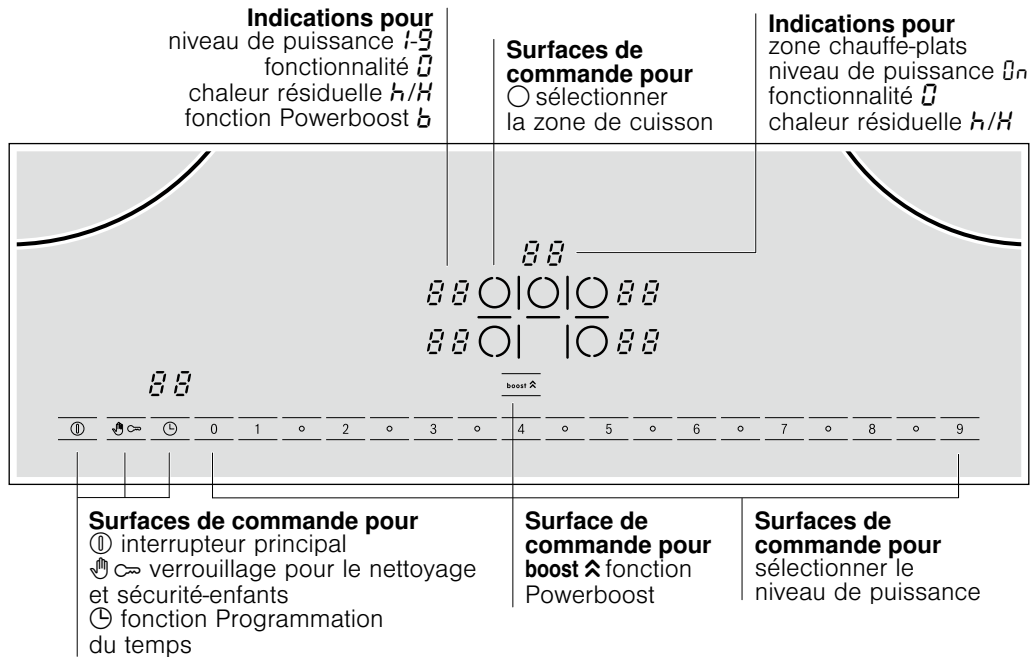 Indications pour
niveau de puissance 1-9
fonctionnalité 0
chaleur résiduelle h/H
fonction Powerboost b
Surfaces de
commande pour
sélectionner
la zone de cuisson
Indications pour
zone chauffe-plats
niveau de puissance 0n
fonctionnalité 0
chaleur résiduelle h/H
88
88 88
88 88
88
boost
0 1 2 3 4 5 6 7 8 9
Surfaces de commande pour
interrupteur principal
verrouillage pour le nettoyage
et sécurité-enfants
fonction Programmation
du temps
Surface de
commande pour
boost fonction
Powerboost
Surfaces de
commande pour
sélectionner le
niveau de puissance